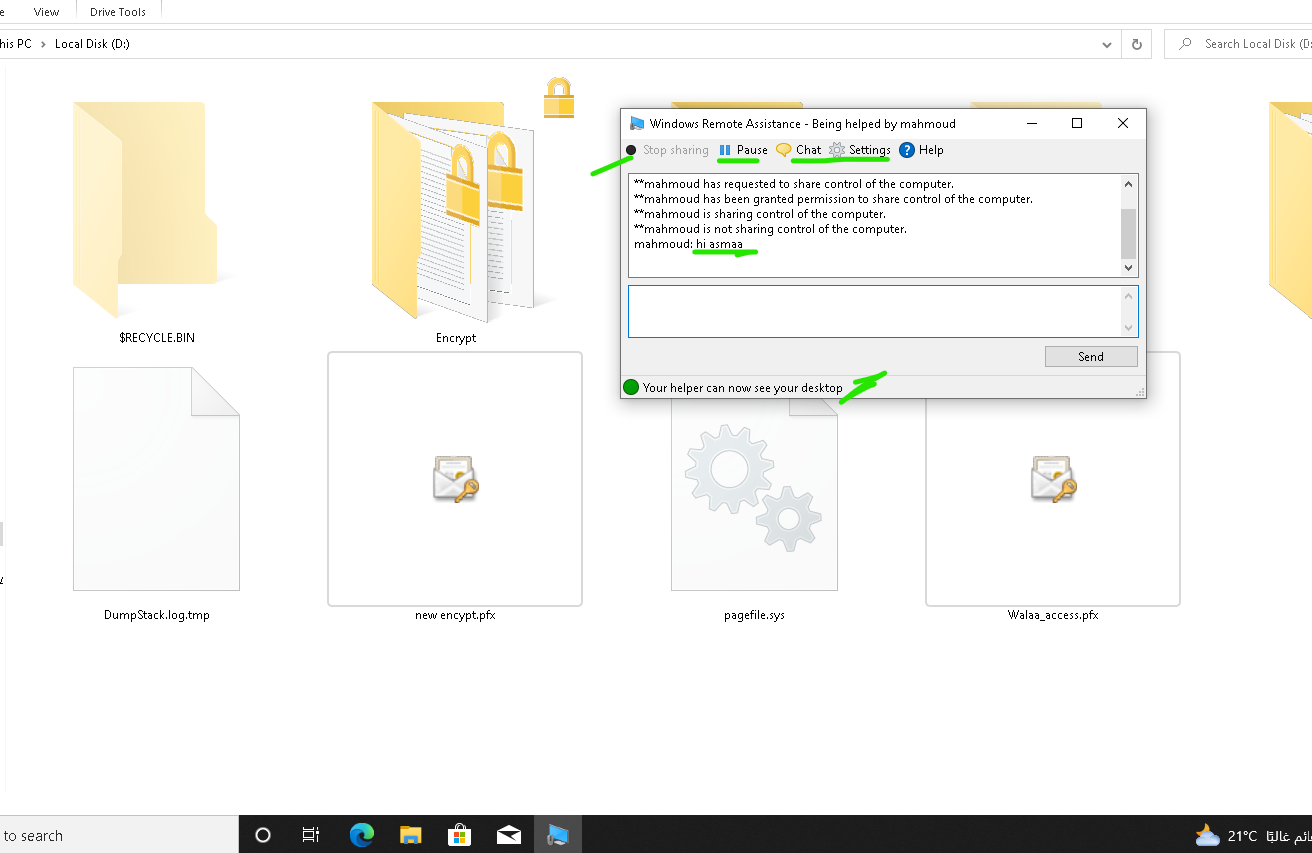 View Drive Tools
his PC > Local Disk (D:)
Search Local Disk (D:
Windows Remote Assistance - Being helped by mahmoud
Stop sharing Pause Chat Settings Help
**mahmoud has requested to share control of the computer.
**mahmoud has been granted permission to share control of the computer.
**mahmoud is sharing control of the computer.
**mahmoud is not sharing control of the computer.
mahmoud: hi asmaa
Send
Your helper can now see your desktop
$RECYCLE.BIN
Encrypt
DumpStack.log.tmp
new encypt.pfx
pagefile.sys
Walaa_access.pfx
to search
21°C غائم غالبًا